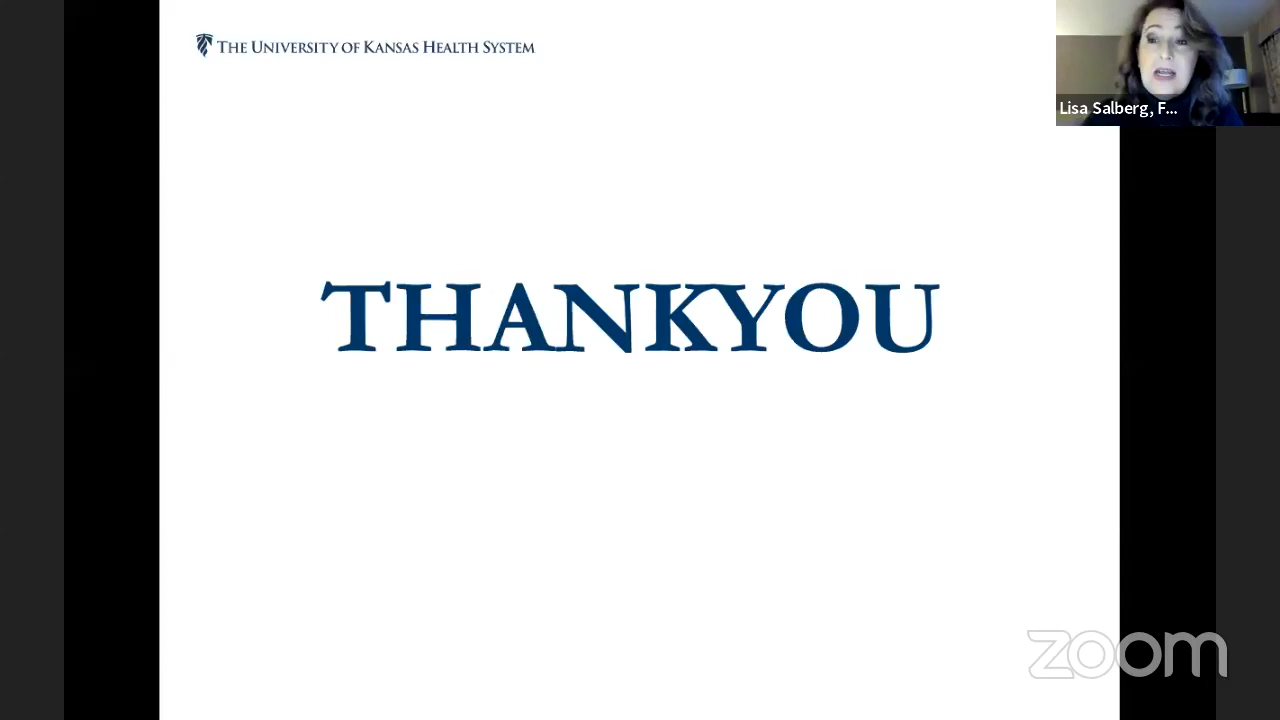 THE UNIVERSITY OF KANSAS HEALTH SYSTEM
Lisa Salberg, F...
THANKYOU
zoom